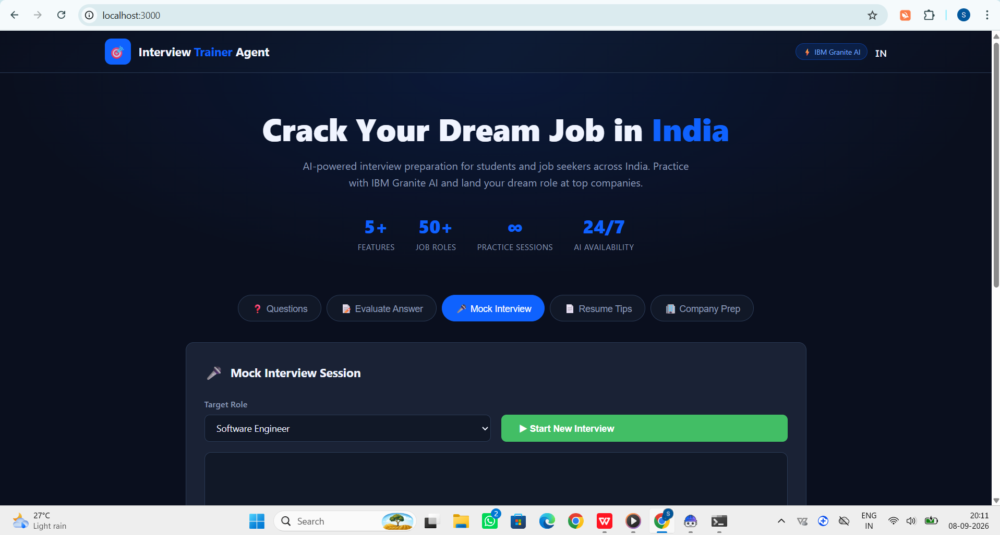 localhost:3000
S
Interview Trainer Agent
IBM Granite AI
IN
Crack Your Dream Job in India
AI-powered interview preparation for students and job seekers across India. Practice
with IBM Granite AI and land your dream role at top companies.
5+ 50+ ∞ 24/7
FEATURES JOB ROLES PRACTICE SESSIONS AI AVAILABILITY
Questions Evaluate Answer Mock Interview Resume Tips Company Prep
Mock Interview Session
Target Role
Software Engineer
Start New Interview
27°C
Light rain
Search
2
S
ENG
IN
20:11
08-09-2026